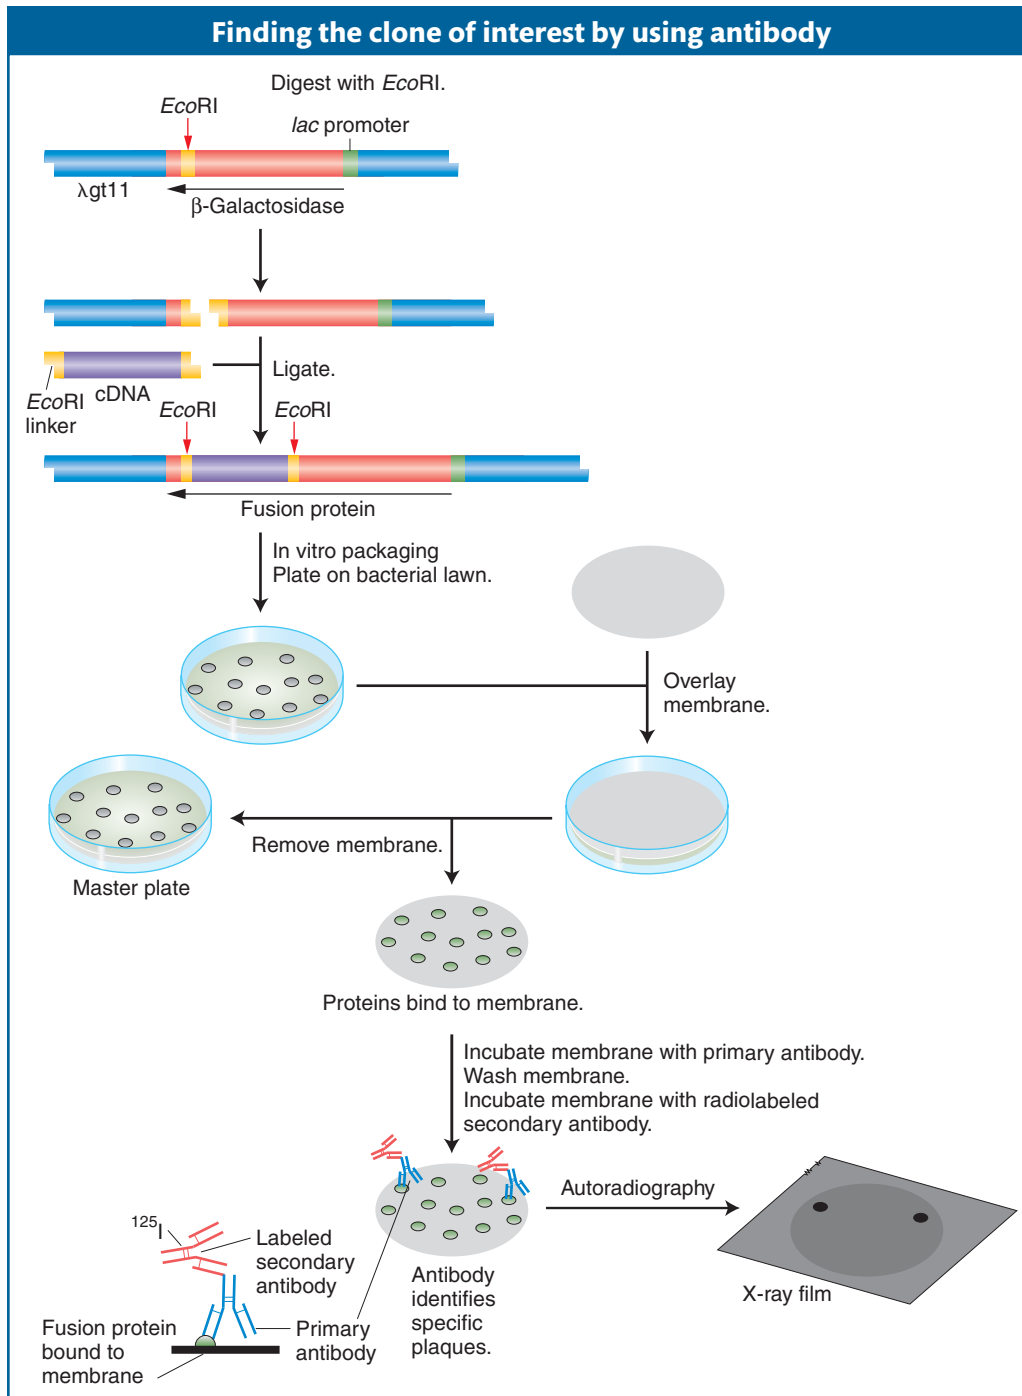 Finding the clone of interest by using antibody
Digest with EcoRI.
EcoRI
lac promoter
λgt11
β-Galactosidase
Ligate.
EcoRI
linker
cDNA
EcoRI
EcoRI
Fusion protein
In vitro packaging
Plate on bacterial lawn.
Overlay
membrane.
Remove membrane.
Master plate
Proteins bind to membrane.
Incubate membrane with primary antibody.
Wash membrane.
Incubate membrane with radiolabeled
secondary antibody.
Autoradiography
125I
Labeled
secondary
antibody
Antibody
identifies
specific
plaques.
X-ray film
Fusion protein
bound to
membrane
Primary
antibody